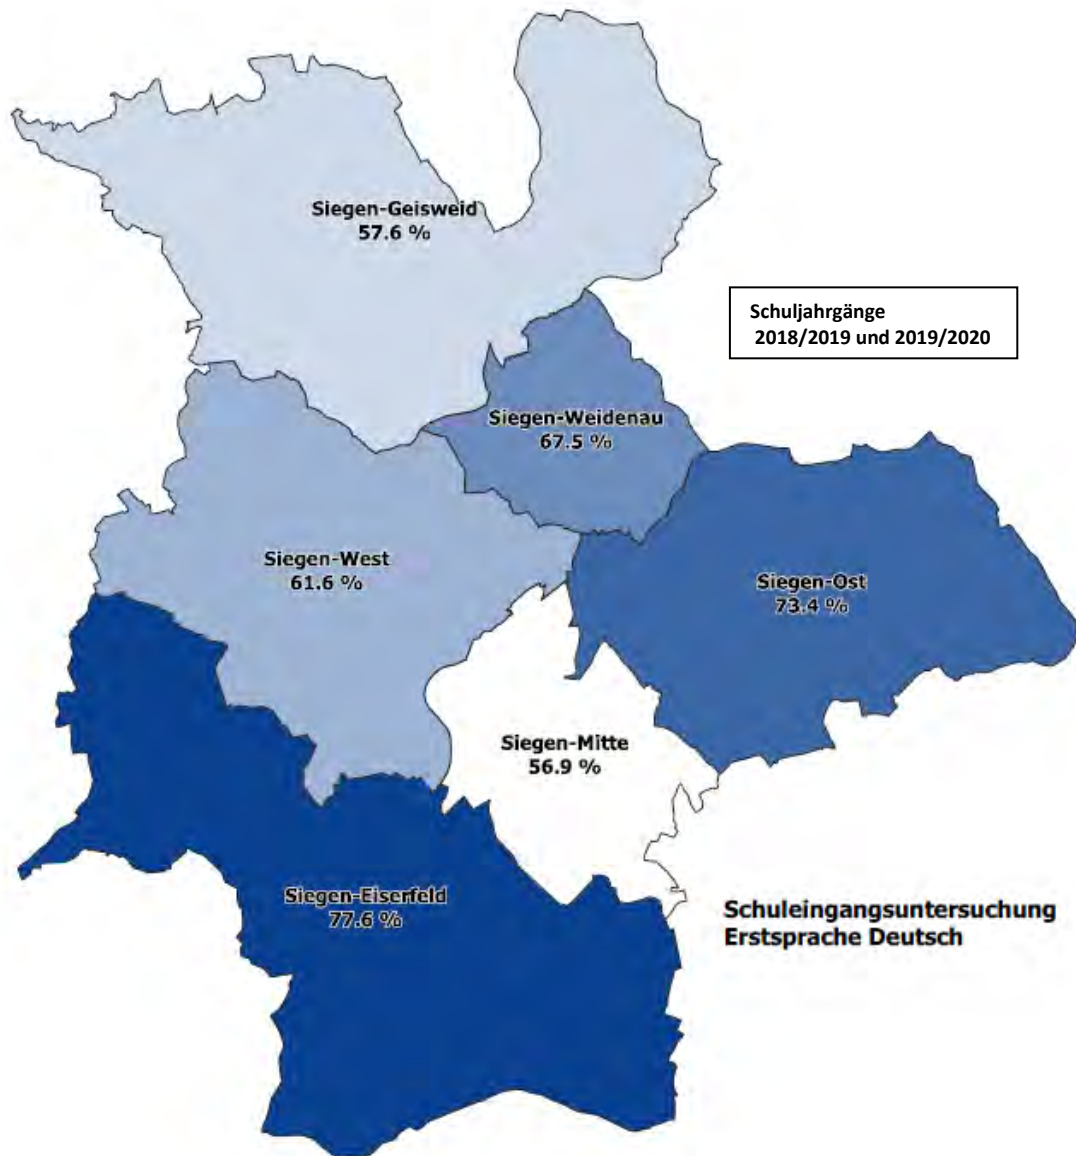 Siegen-Geisweid
57.6 %
Schuljahrgänge
2018/2019 und 2019/2020
Siegen-Weidenau
67.5 %
Siegen-West
61.6 %
Siegen-Ost
73.4 %
Siegen-Mitte
56.9 %
Siegen-Eiserfeld
77.6 %
Schuleingangsuntersuchung
Erstsprache Deutsch